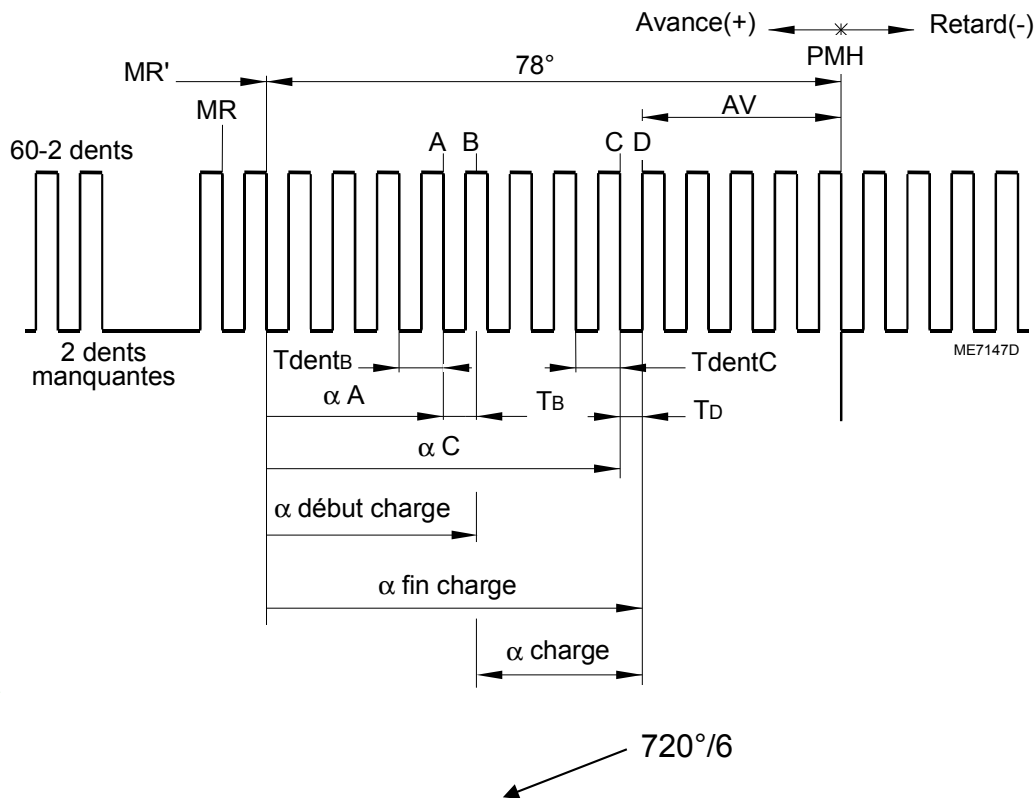 Avance(+) Retard(-)
PMH
MR' 78°
MR AV
60-2 dents A B C D
2 dents
manquantes
ME7147D
TdentB TdentC
α A TB TD
α C
α début charge
α fin charge
α charge
720°/6